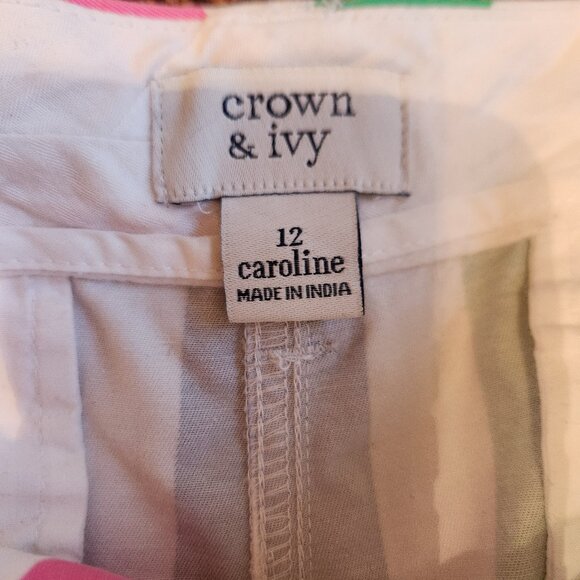 crown
& ivy
12
caroline
MADE IN INDIA